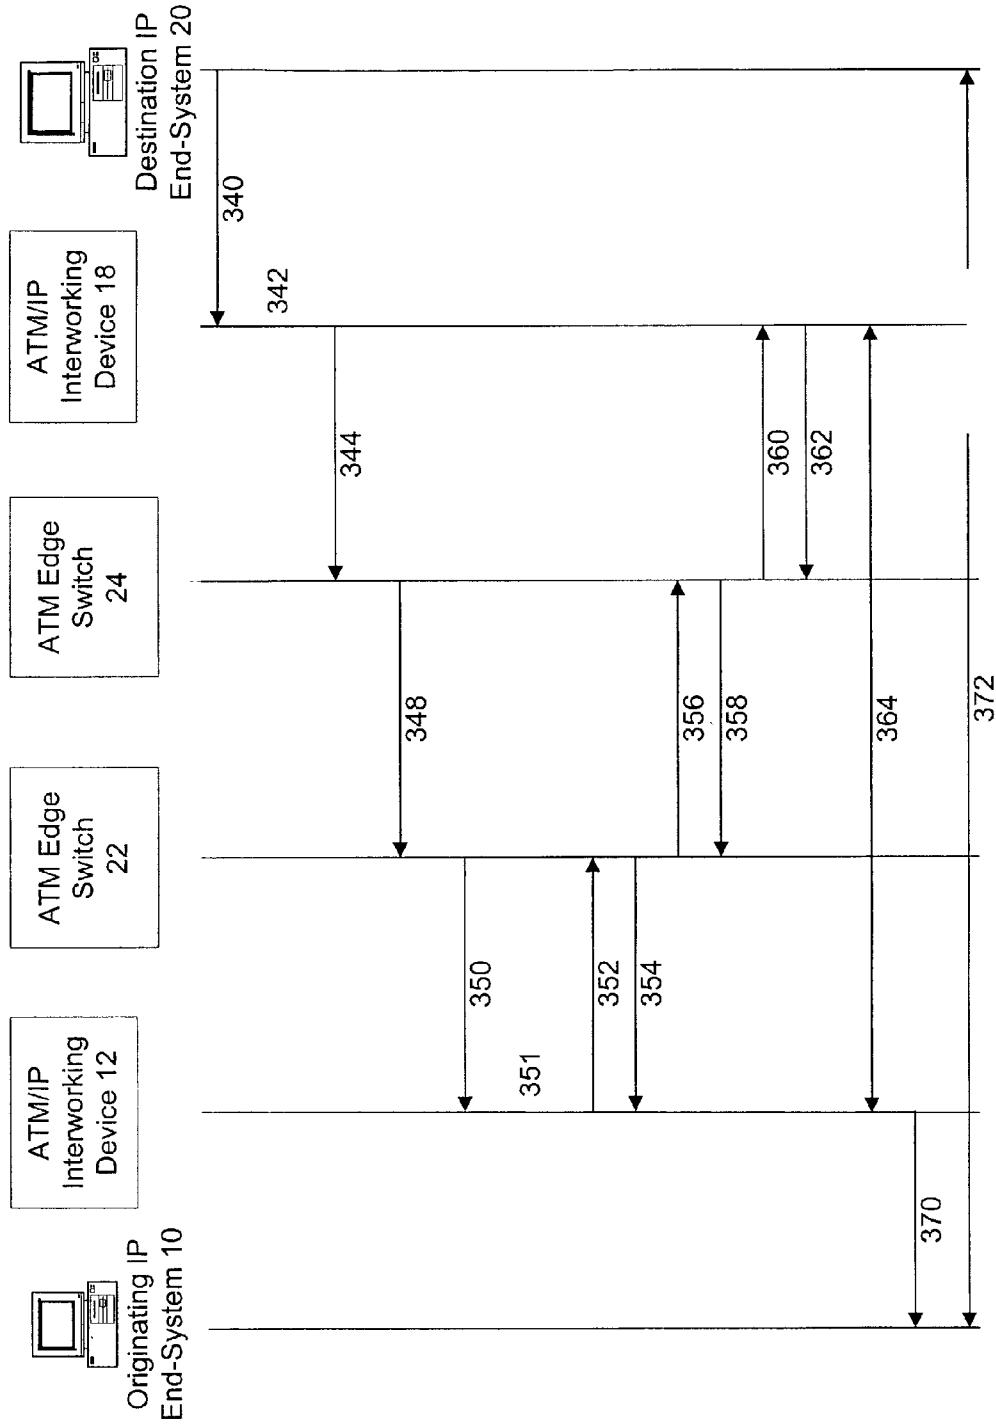 Originating IP
End-System 10
ATM/IP
Interworking
Device 12
ATM Edge
Switch
22
ATM Edge
Switch
24
ATM/IP
Interworking
Device 18
Destination IP
End-System 20
340
342
344
348
350
351
352
354
356
358
360
362
364
370
372